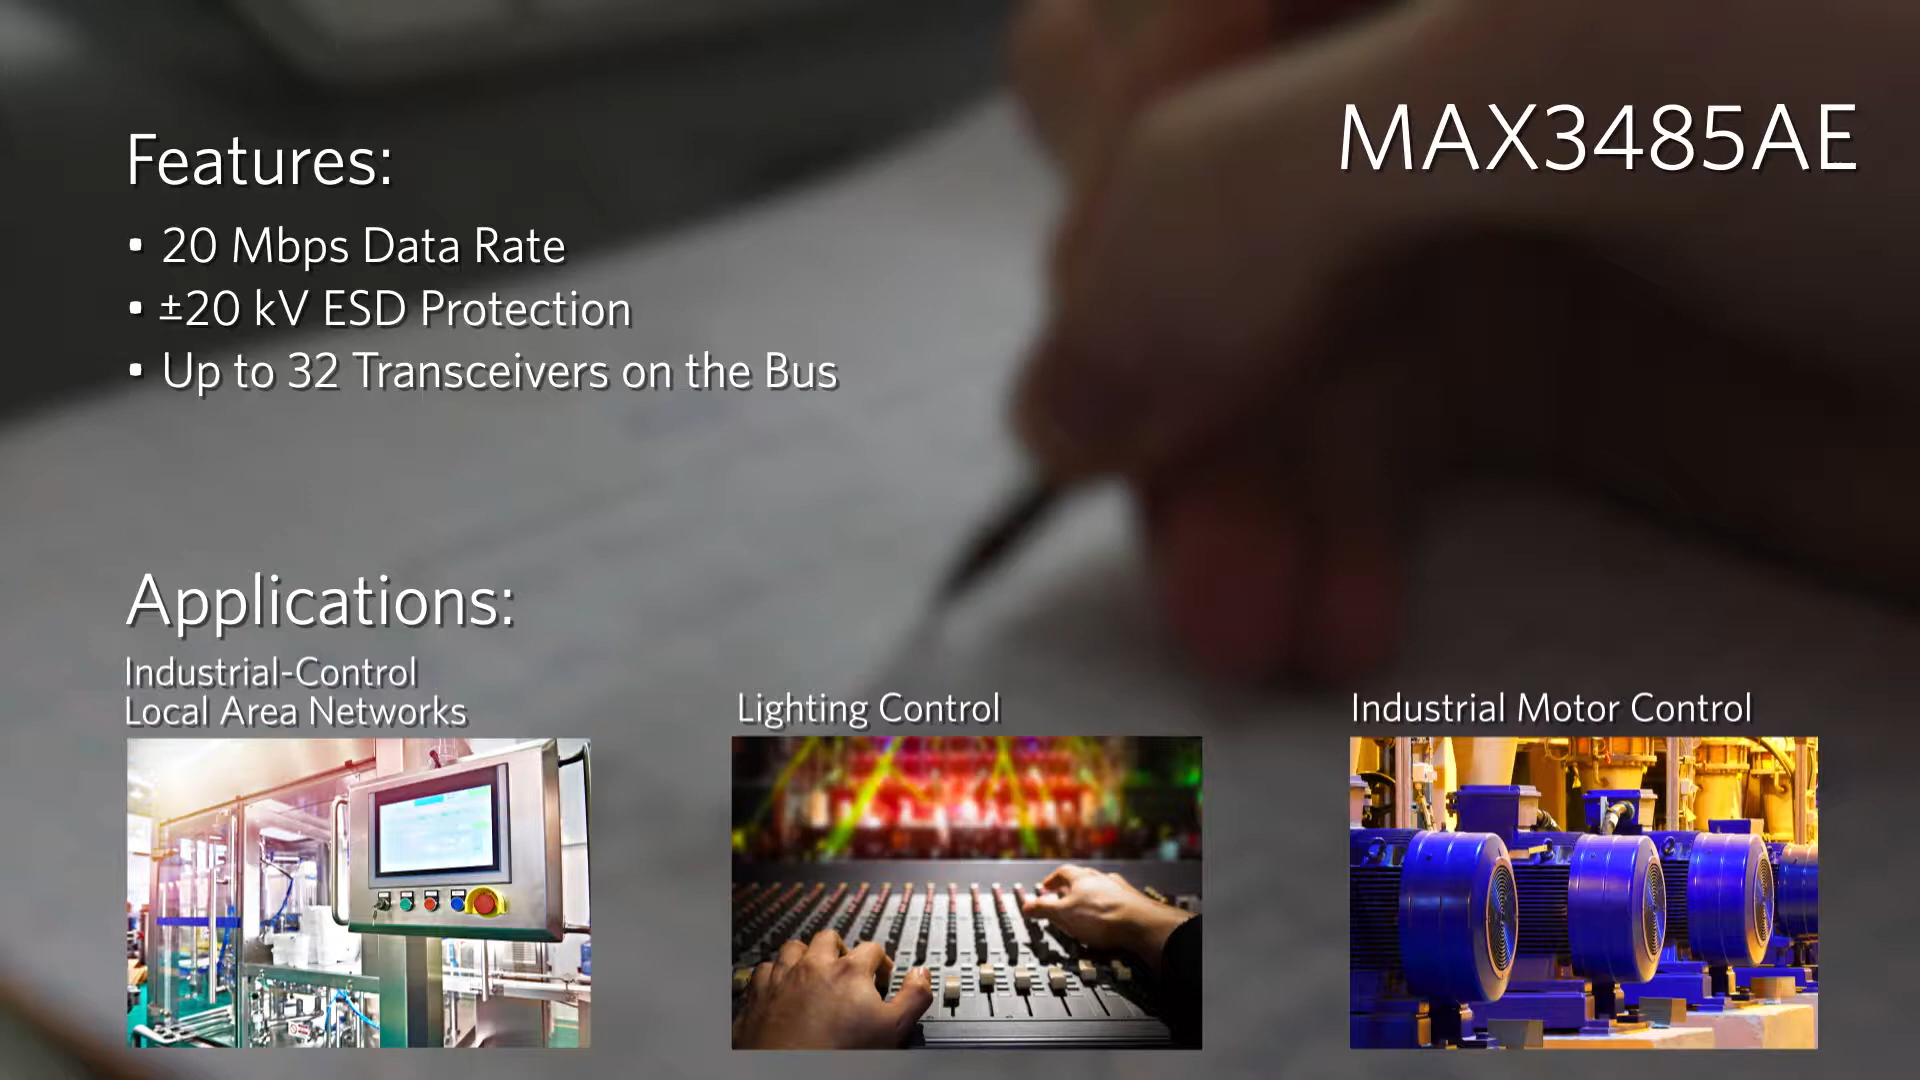 MAX3485AE
Features:
• 20 Mbps Data Rate
• ±20 kV ESD Protection
• Up to 32 Transceivers on the Bus
Applications:
Industrial-Control
Local Area Networks
Lighting Control
Industrial Motor Control